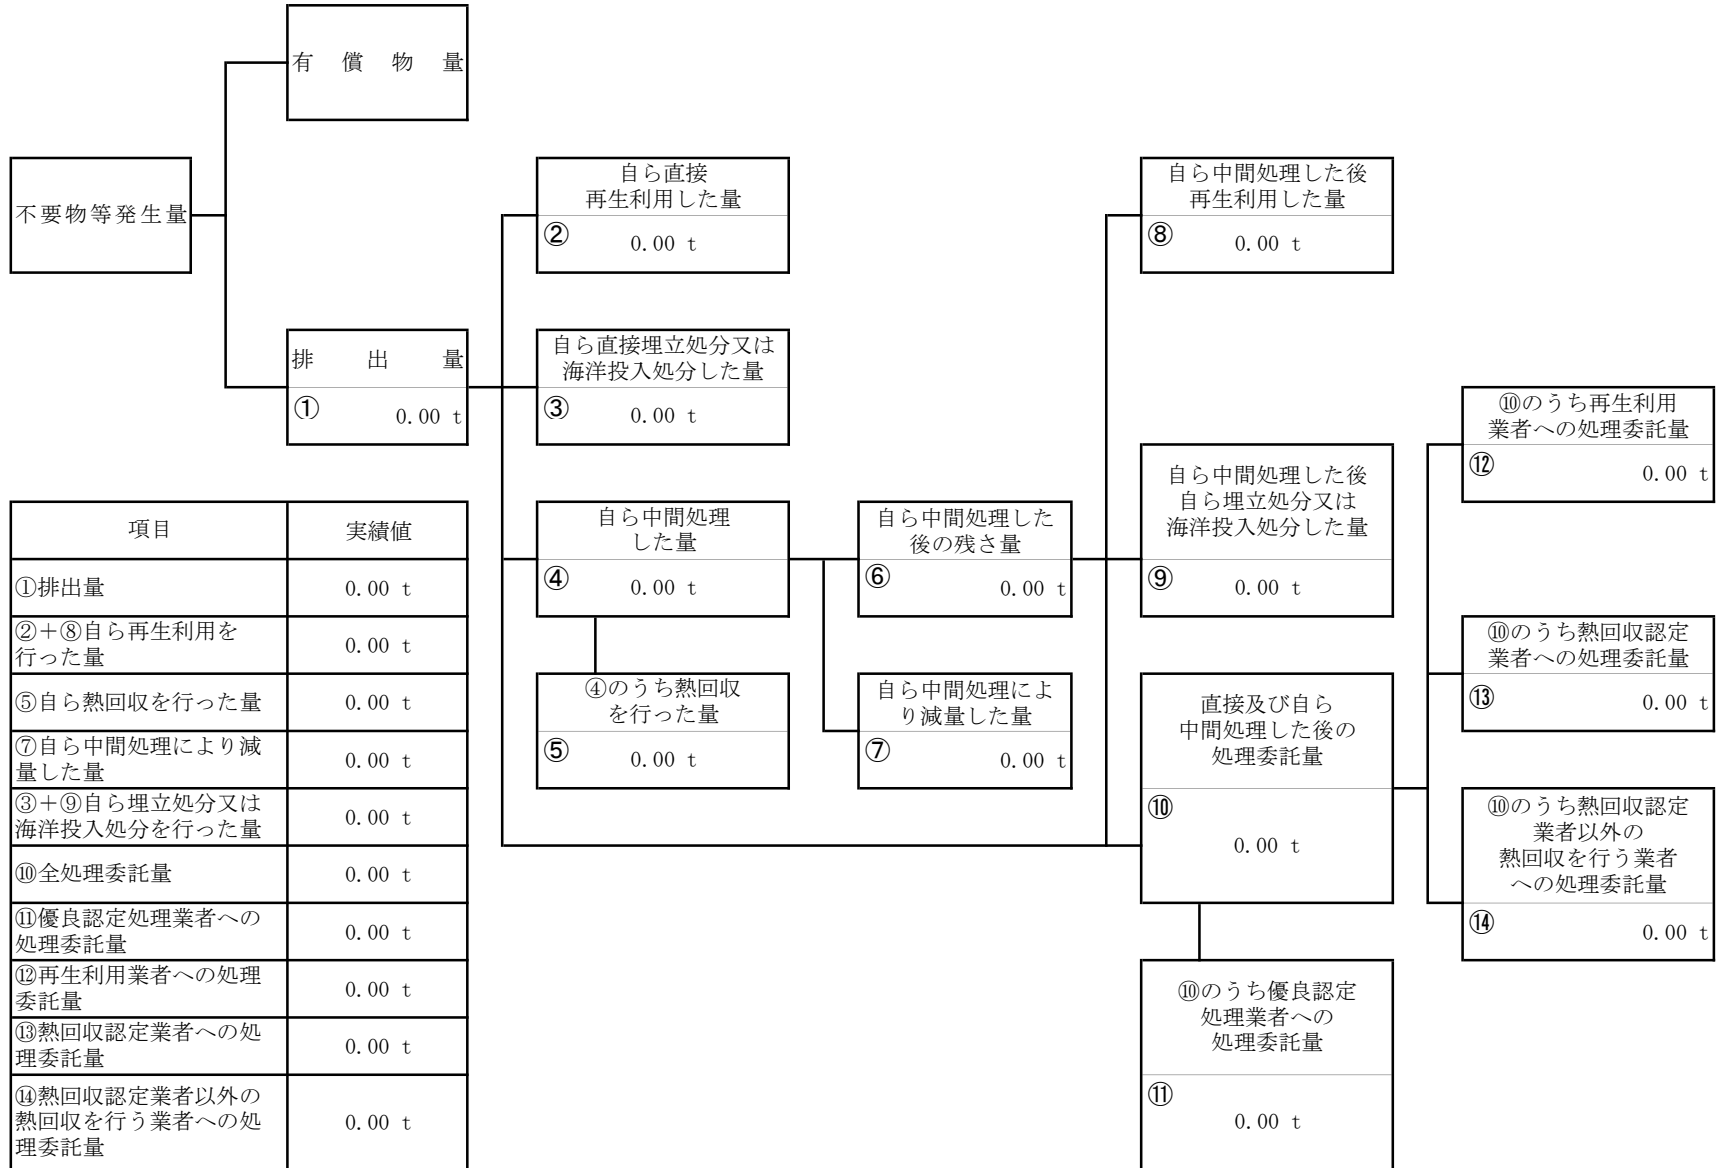 有償物量
不要物等発生量
排出量
① 0.00 t
自ら直接
再生利用した量
② 0.00 t
自ら直接埋立処分又は
海洋投入処分した量
③ 0.00 t
自ら中間処理
した量
④ 0.00 t
④のうち熱回収
を行った量
⑤ 0.00 t
自ら中間処理した
後の残さ量
⑥ 0.00 t
自ら中間処理によ
り減量した量
⑦ 0.00 t
自ら中間処理した後
再生利用した量
⑧ 0.00 t
自ら中間処理した後
自ら埋立処分又は
海洋投入処分した量
⑨ 0.00 t
直接及び自ら
中間処理した後の
処理委託量
⑩
0.00 t
⑩のうち優良認定
処理業者への
処理委託量
⑪
0.00 t
⑩のうち再生利用
業者への処理委託量
⑫ 0.00 t
⑩のうち熱回収認定
業者への処理委託量
⑬ 0.00 t
⑩のうち熱回収認定
業者以外の
熱回収を行う業者
への処理委託量
⑭ 0.00 t
項目 実績値
①排出量 0.00 t
②＋⑧自ら再生利用を
行った量 0.00 t
⑤自ら熱回収を行った量 0.00 t
⑦自ら中間処理により減
量した量 0.00 t
③＋⑨自ら埋立処分又は
海洋投入処分を行った量 0.00 t
⑩全処理委託量 0.00 t
⑪優良認定処理業者への
処理委託量 0.00 t
⑫再生利用業者への処理
委託量 0.00 t
⑬熱回収認定業者への処
理委託量 0.00 t
⑭熱回収認定業者以外の
熱回収を行う業者への処
理委託量 0.00 t